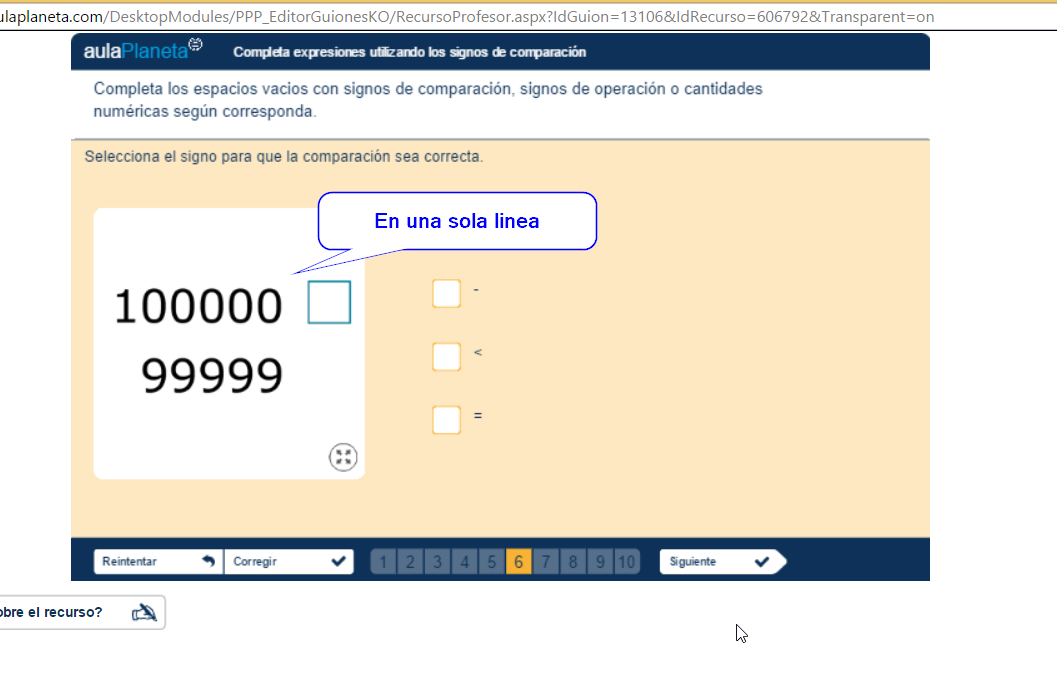 ulaplaneta.com/DesktopModules/PPP_EditorGuionesKO/RecursoProfesor.aspx?IdGuion=13106&IdRecurso=606792&Transparent=on
aulaPlaneta Completa expresiones utilizando los signos de comparación
Completa los espacios vacios con signos de comparación, signos de operación o cantidades
numéricas según corresponda.
Selecciona el signo para que la comparación sea correcta.
En una sola linea
100000
99999
-
<
=
Reintentar Corregir 1 2 3 4 5 6 7 8 9 10 Siguiente
obre el recurso?